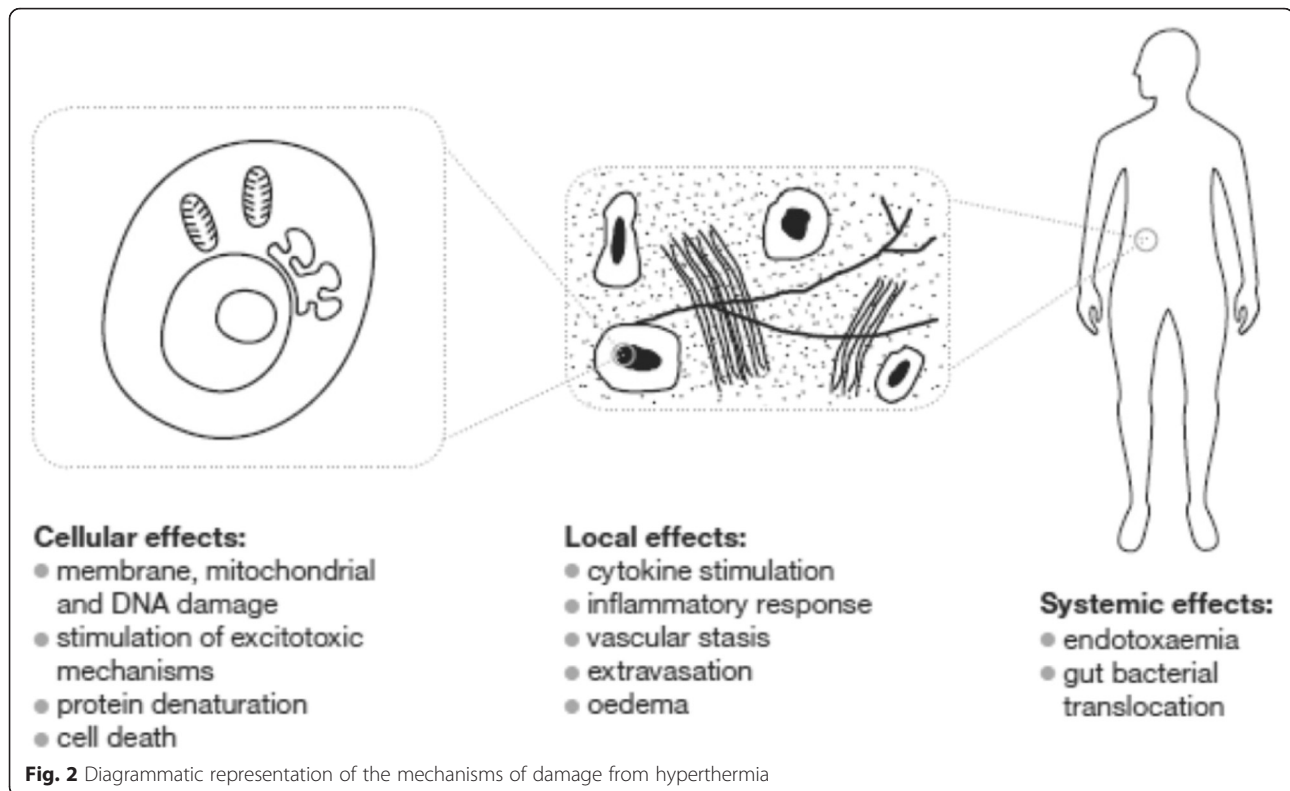 Cellular effects:
membrane, mitochondrial
and DNA damage
stimulation of excitotoxic
mechanisms
protein denaturation
cell death
Local effects:
cytokine stimulation
inflammatory response
vascular stasis
extravasation
oedema
Systemic effects:
endotoxaemia
gut bacterial
translocation
Fig. 2 Diagrammatic representation of the mechanisms of damage from hyperthermia